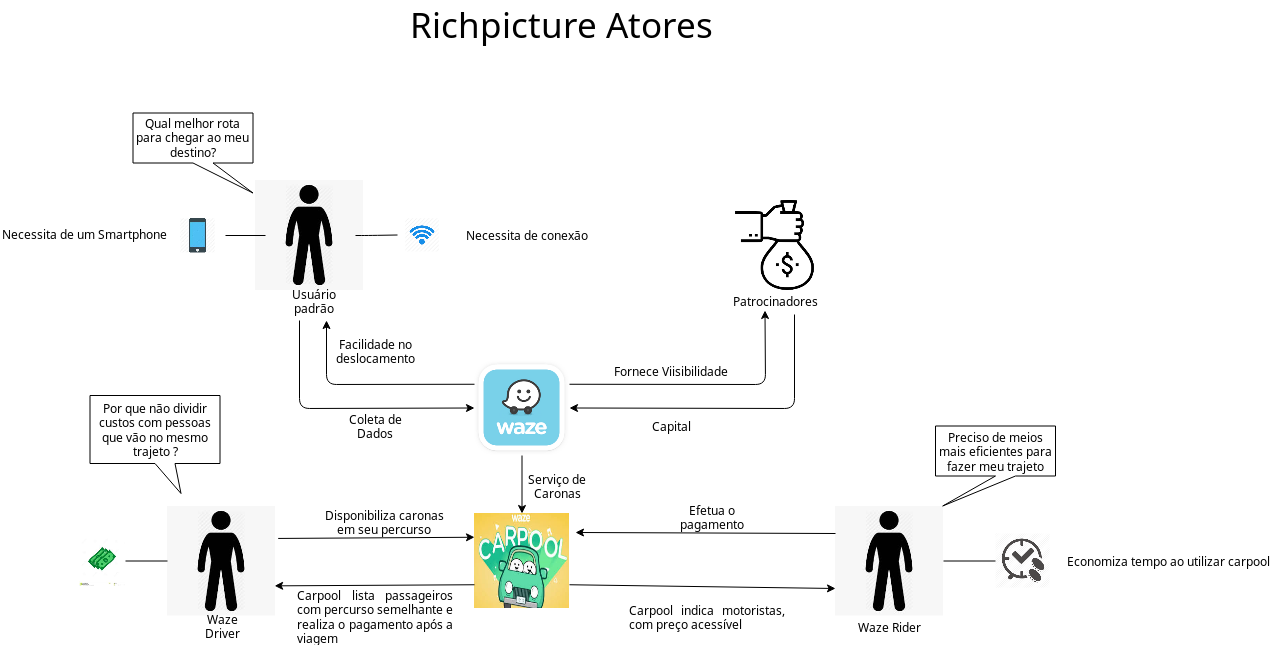 Richpicture Atores
Qual melhor rota
para chegar ao meu
destino?
Necessita de um Smartphone
Necessita de conexão
Usuário
padrão
Patrocinadores
Facilidade no
deslocamento
Fornece Viisibilidade
Coleta de
Dados
waze
Capital
Por que não dividir
custos com pessoas
que vão no mesmo
trajeto ?
Preciso de meios
mais eficientes para
fazer meu trajeto
Serviço de
Caronas
Disponibiliza caronas
em seu percurso
Efetua o
pagamento
waze
CARPOOL
Economiza tempo ao utilizar carpool
Carpool lista passageiros
com percurso semelhante e
realiza o pagamento após a
viagem
Carpool indica motoristas,
com preço acessível
Waze
Driver
Waze Rider